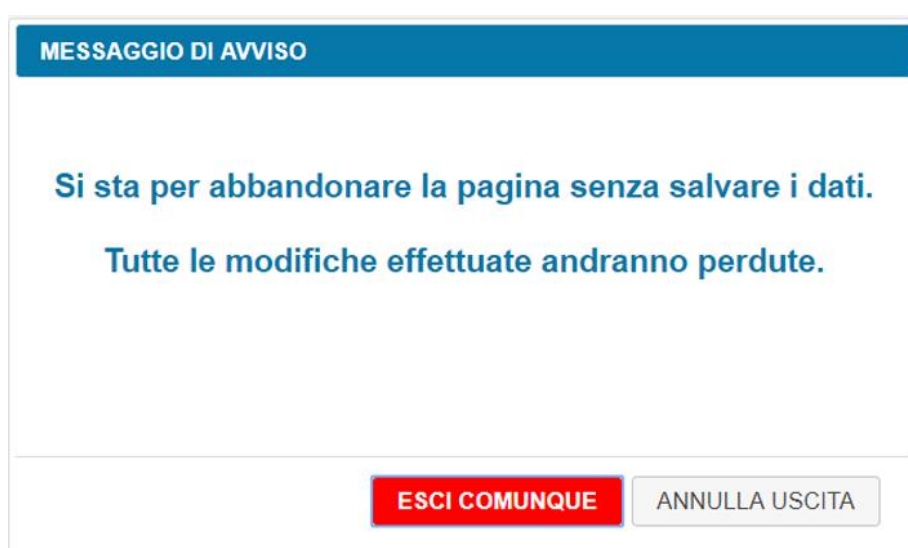 MESSAGGIO DI AVVISO
Si sta per abbandonare la pagina senza salvare i dati.
Tutte le modifiche effettuate andranno perdute.
ESCI COMUNQUE
ANNULLA USCITA